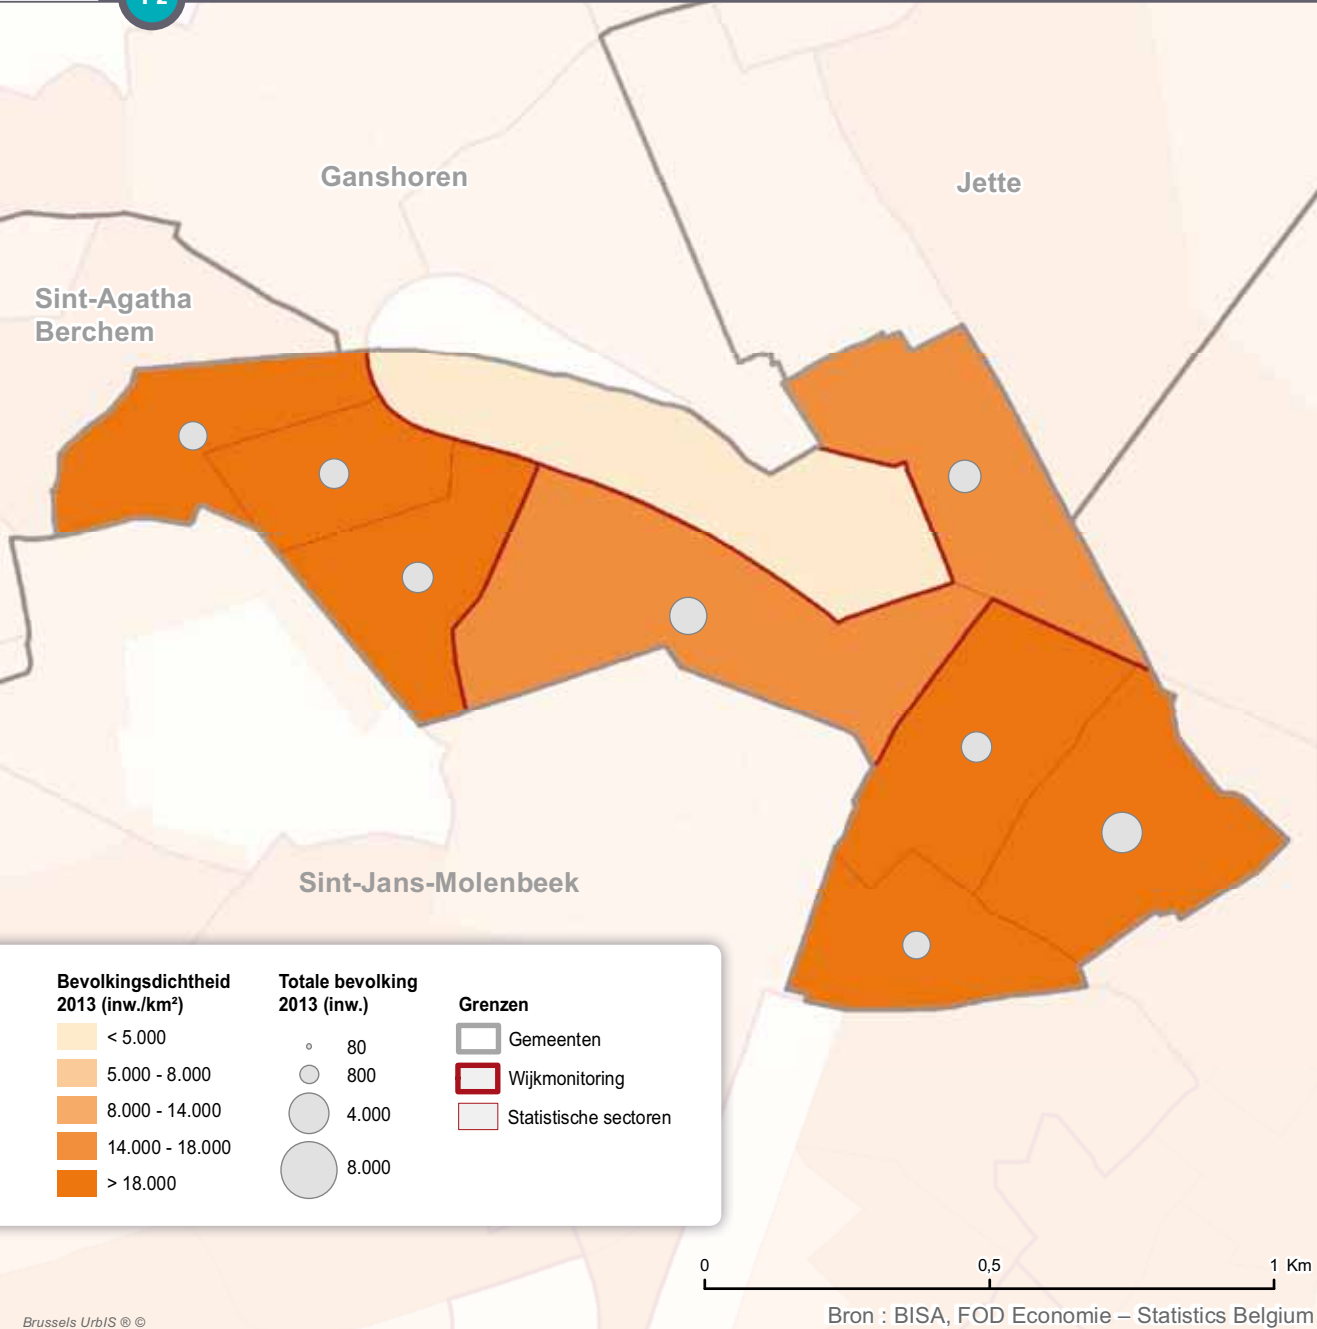 Ganshoren
Jette
Sint-Agatha
Berchem
Sint-Jans-Molenbeek
Bevolkingsdichtheid
2013 (inw./km²)
< 5.000
5.000 - 8.000
8.000 - 14.000
14.000 - 18.000
> 18.000
Totale bevolking
2013 (inw.)
80
800
4.000
8.000
Grenzen
Gemeenten
Wijkmonitoring
Statistische sectoren
0 0,5 1 Km
Brussels UrbIS ® ©
Bron : BISA, FOD Economie – Statistics Belgium